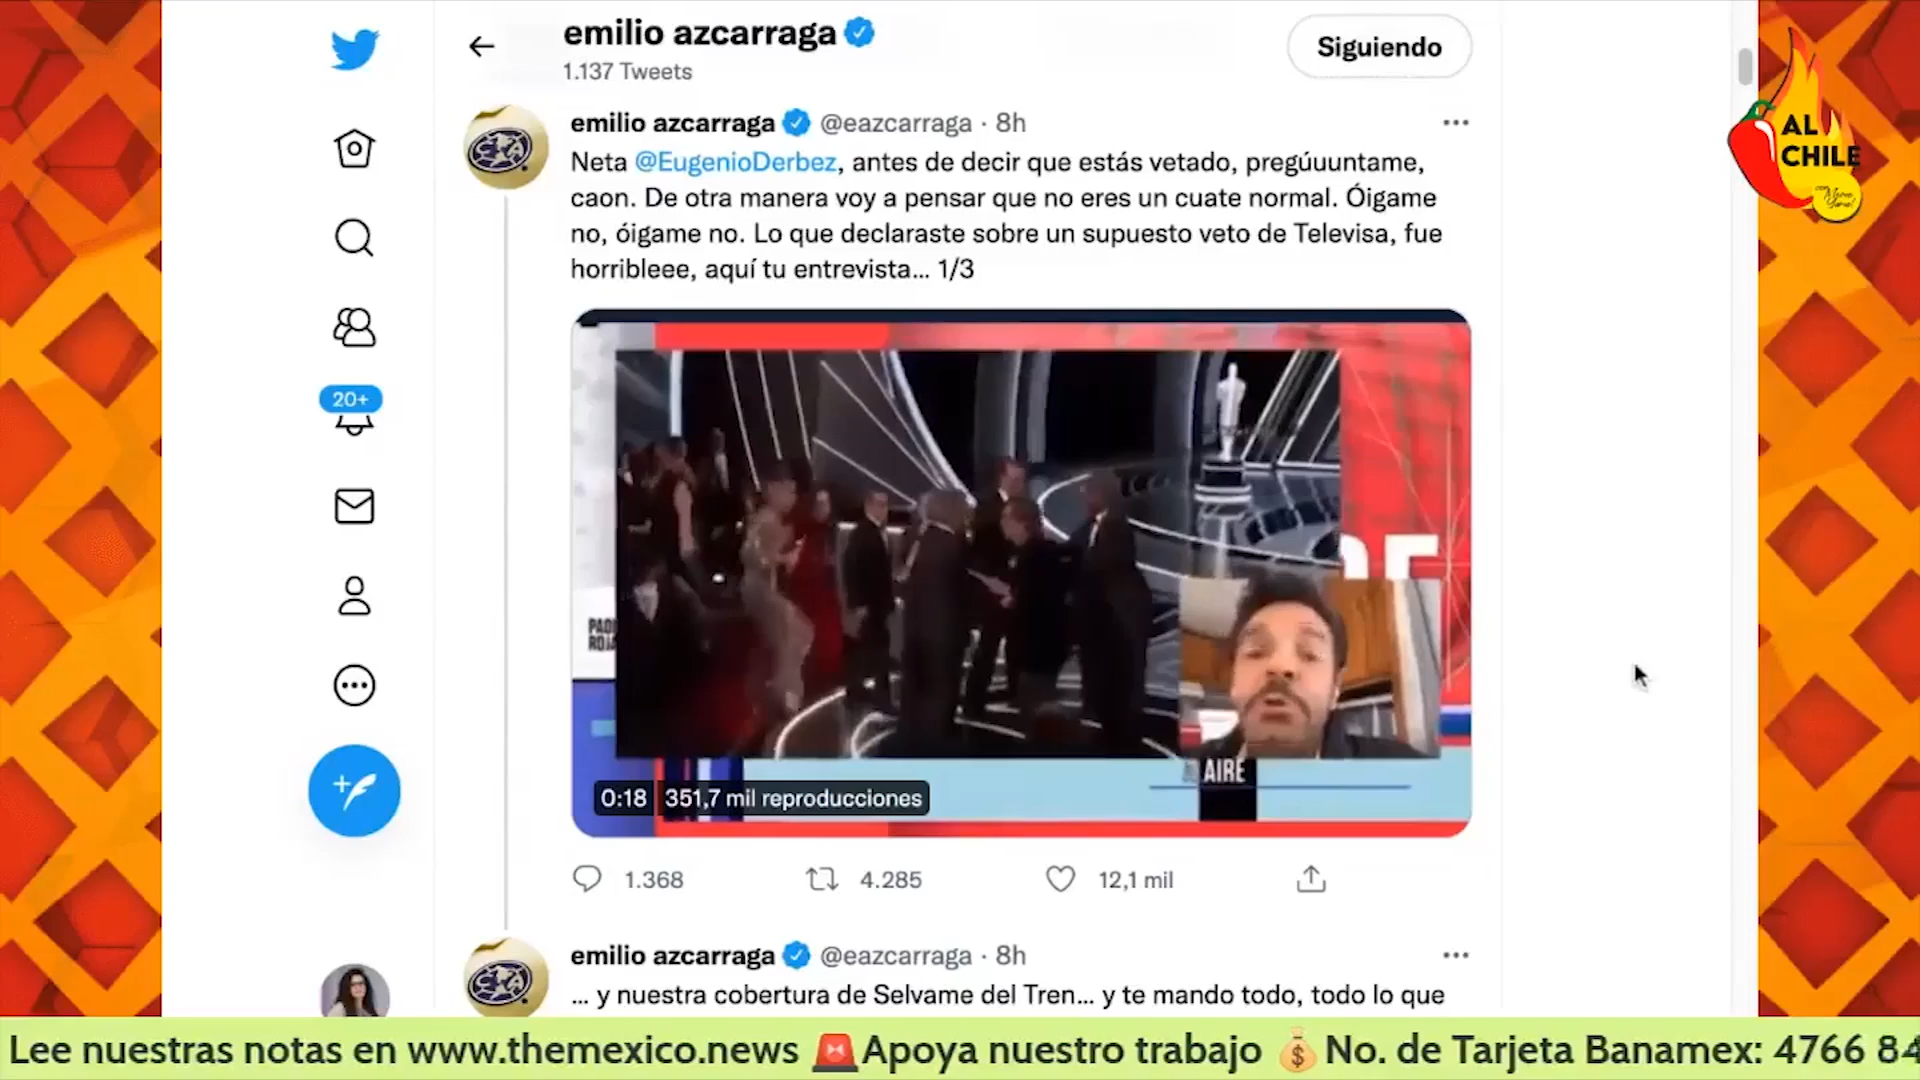 emilio azcarraga
1.137 Tweets
Siguiendo
AL
CHILE
emilio azcarraga @eazcarraga · 8h
Neta @EugenioDerbez, antes de decir que estás vetado, pregúuuntame,
caon. De otra manera voy a pensar que no eres un cuate normal. Óigame
no, óigame no. Lo que declaraste sobre un supuesto veto de Televisa, fue
horribleee, aquí tu entrevista... 1/3
20+
AIRE
0:18 351,7 mil reproducciones
1.368 4.285 12,1 mil
emilio azcarraga @eazcarraga · 8h
... y nuestra cobertura de Selvame del Tren... y te mando todo, todo lo que
Lee nuestras notas en www.themexico.news 🚨Apoya nuestro trabajo 💰No. de Tarjeta Banamex: 4766 84